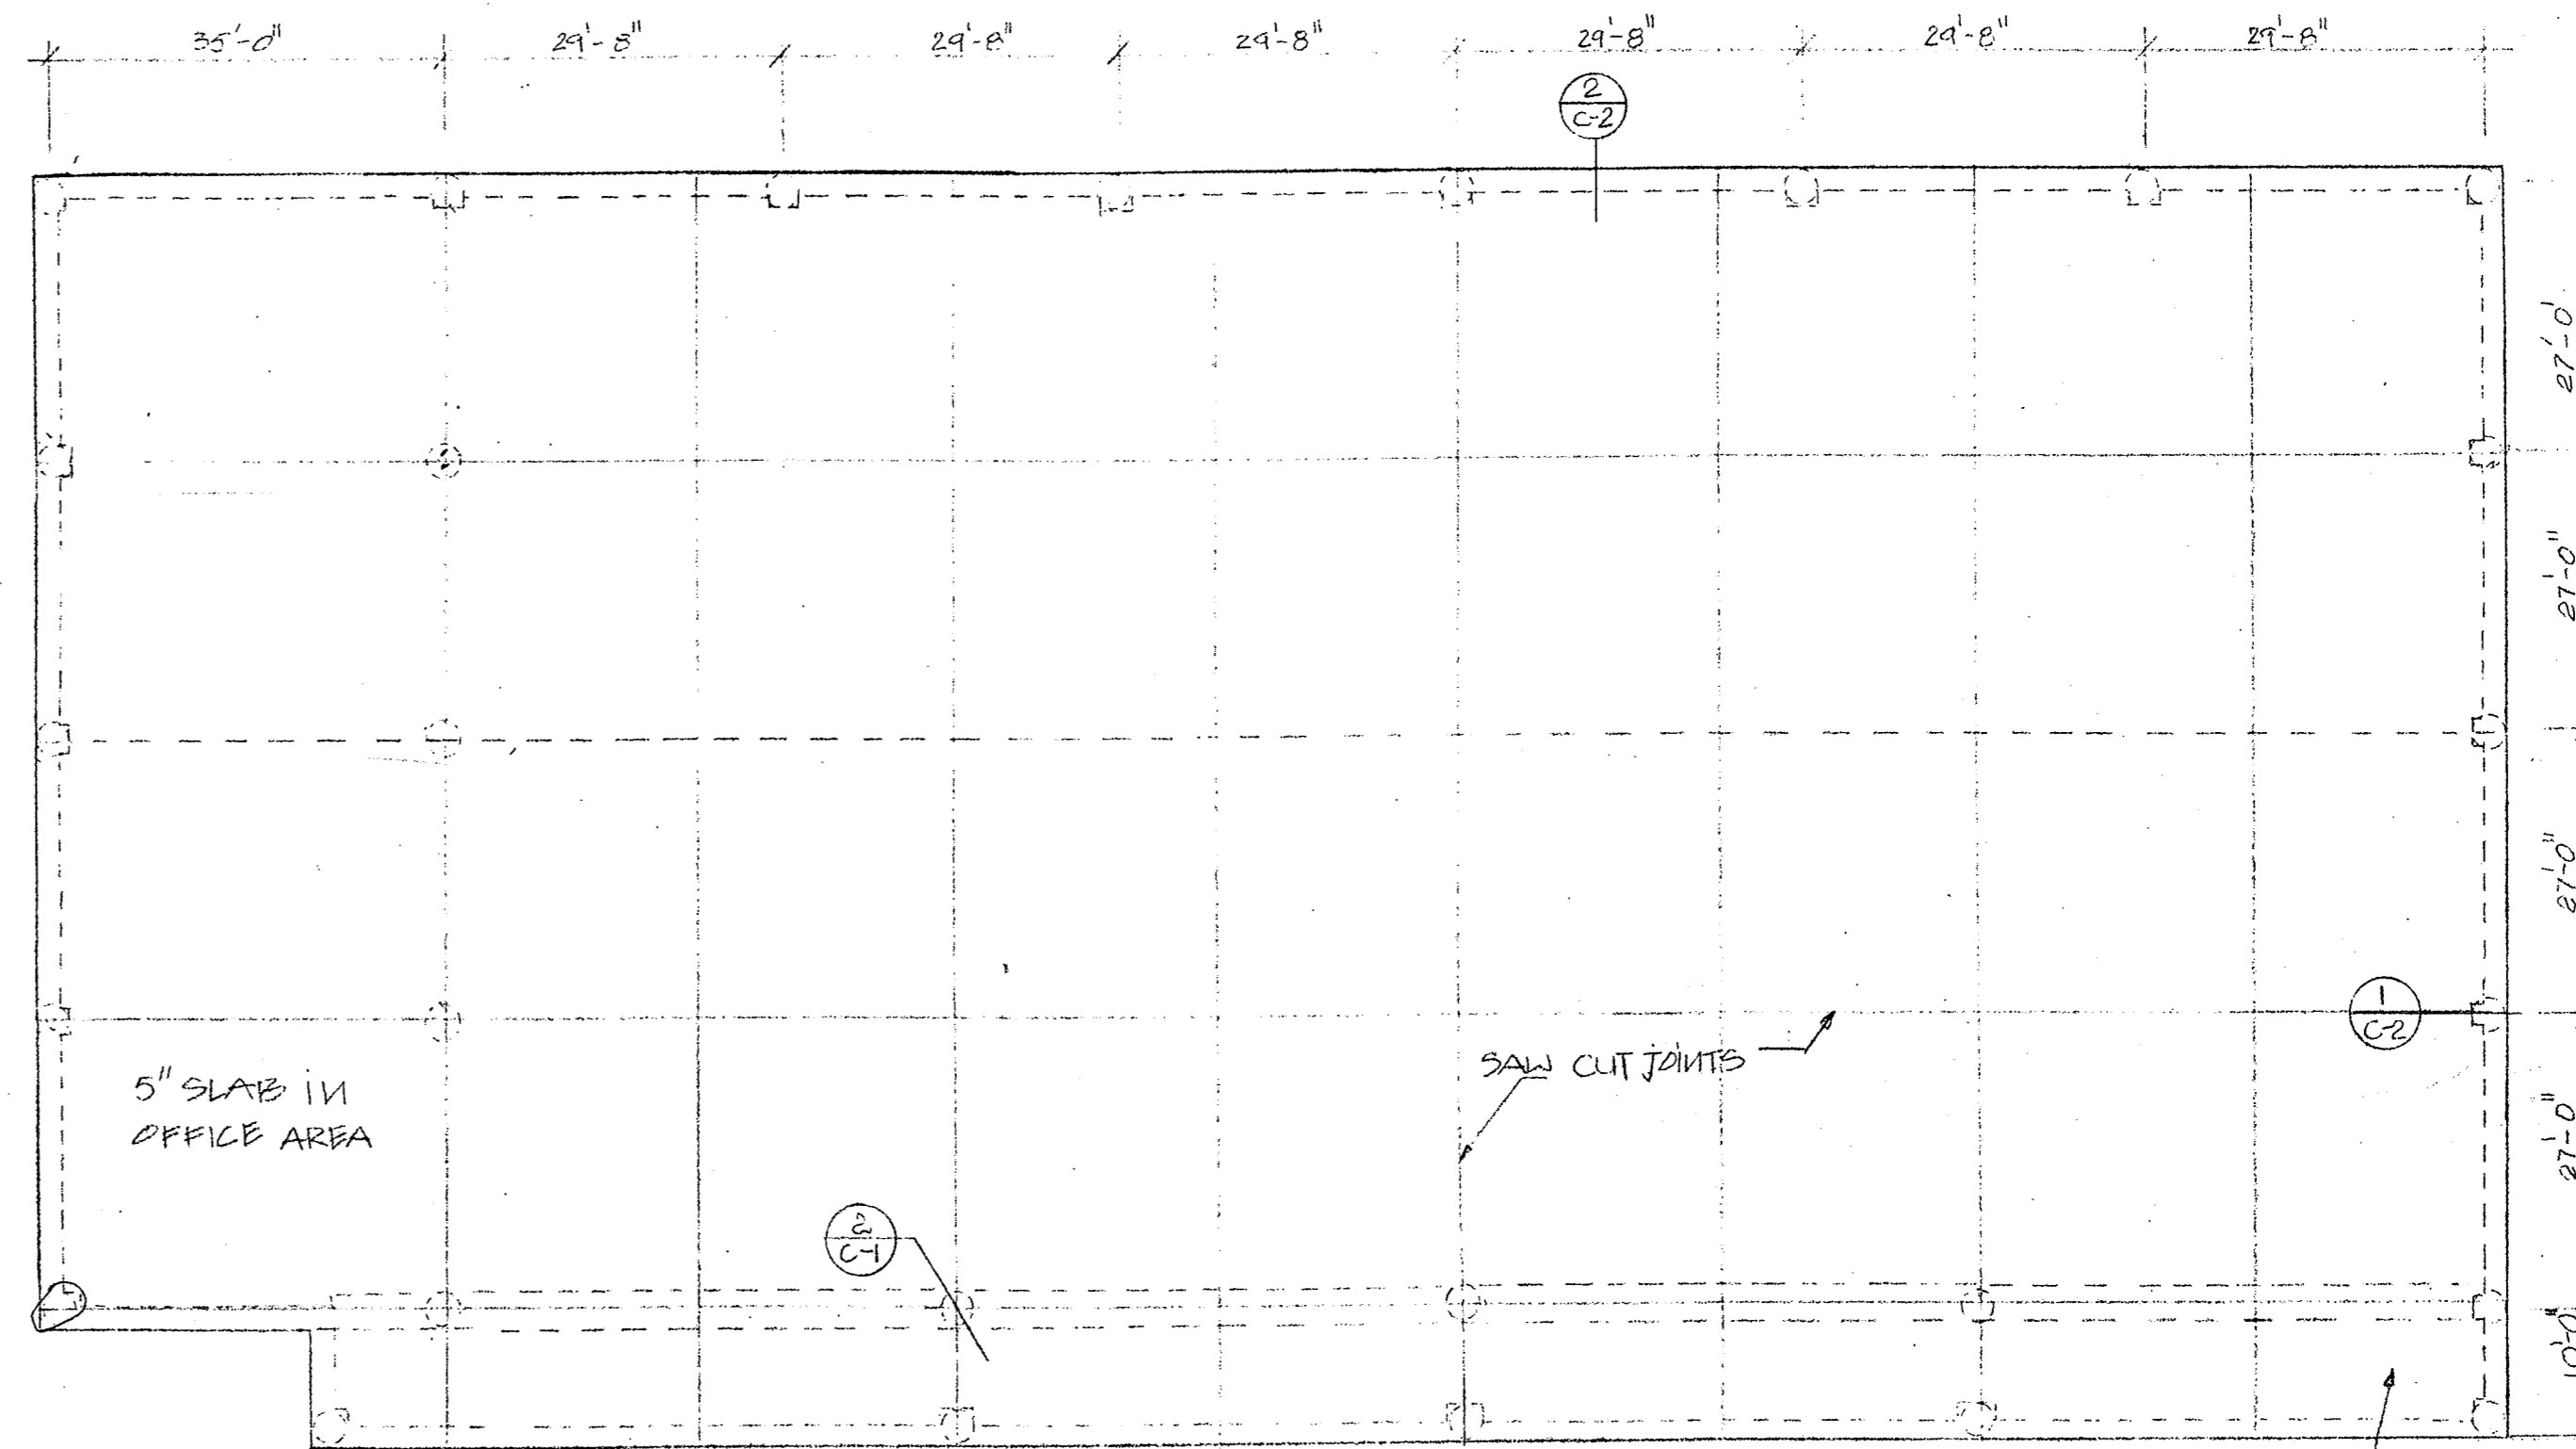 35'-0" 29'-8" 29'-8" 29'-8" 29'-8" 29'-8" 29'-8"
2
C-2
27'-0'
27'-0"
27'-0"
1
C-2
SAW CUT JOINTS
5" SLAB IN
OFFICE AREA
27'-0"
2
C-1
10'-0"